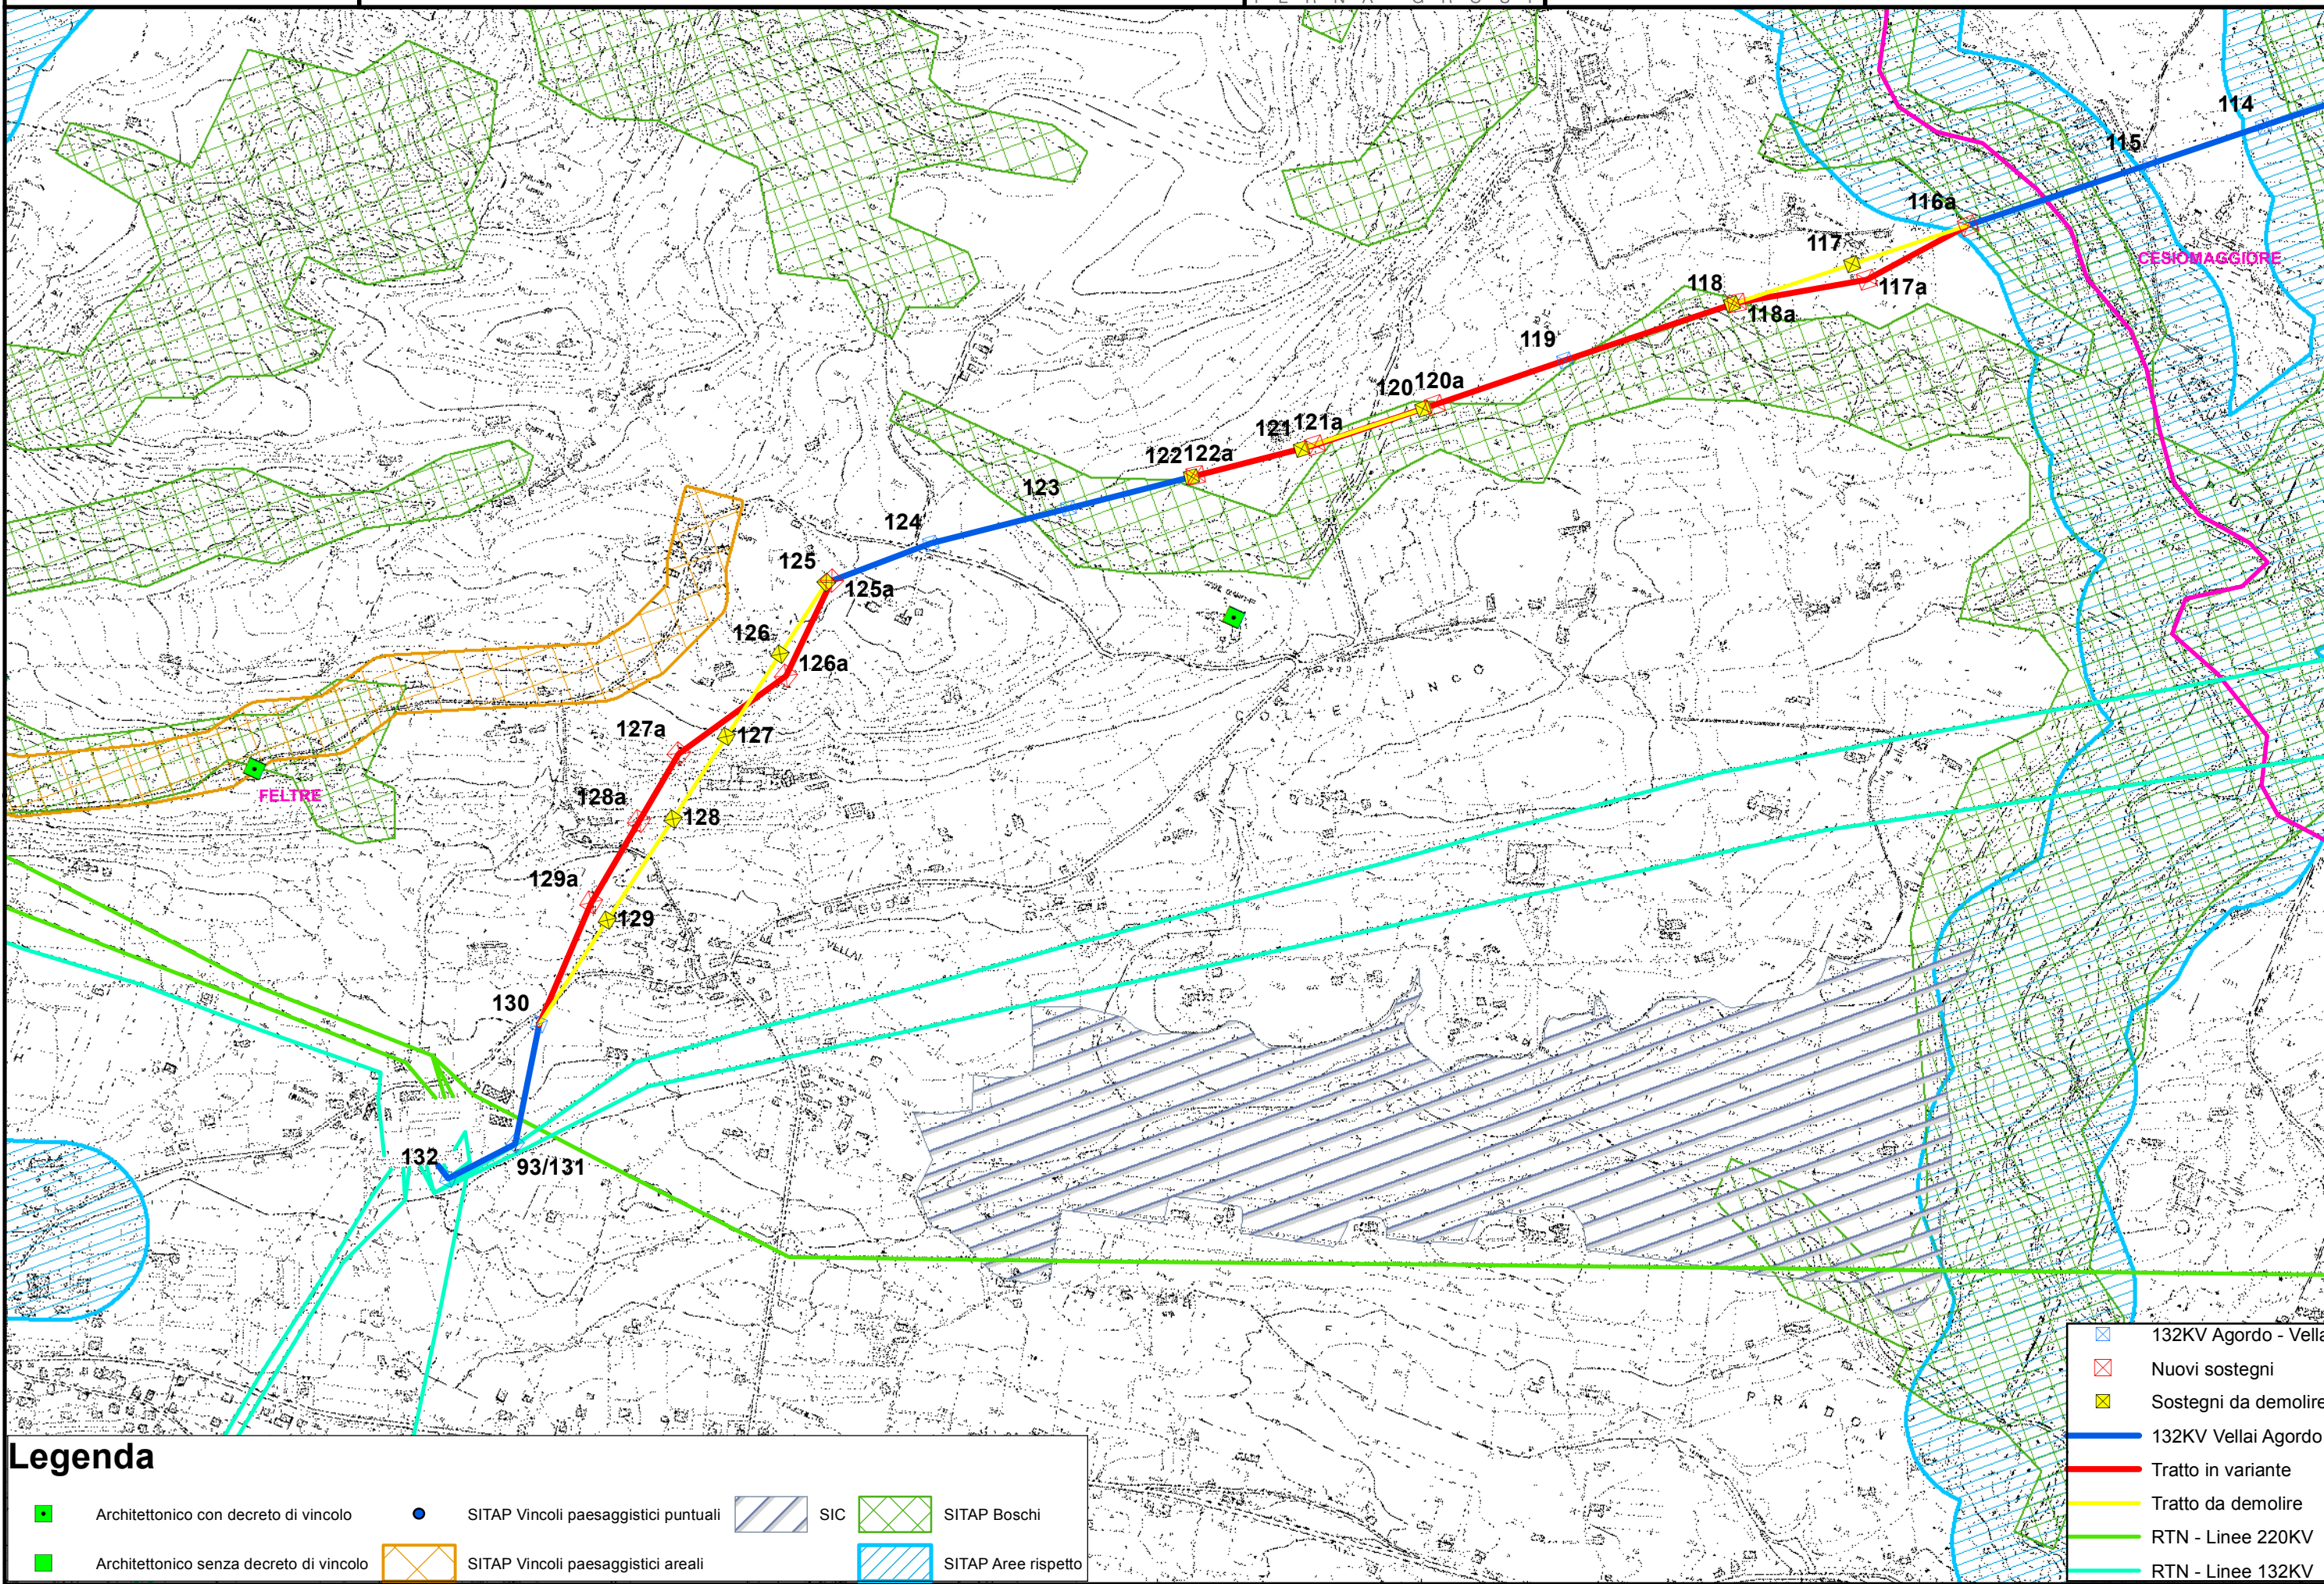 114
115
116a
117
CESIOMAGGIORE
117a
118
118a
119
120
120a
121
121a
122
122a
123
124
125
125a
126
126a
127a
127
128a
128
FELTRE
129a
129
COLLE LUNCO
VELLAI
130
132
93/131
PRADO
Legenda
Architettonico con decreto di vincolo
SITAP Vincoli paesaggistici puntuali
SIC
SITAP Boschi
Architettonico senza decreto di vincolo
SITAP Vincoli paesaggistici areali
SITAP Aree rispetto
132KV Agordo - Vella
Nuovi sostegni
Sostegni da demolire
132KV Vellai Agordo
Tratto in variante
Tratto da demolire
RTN - Linee 220KV
RTN - Linee 132KV